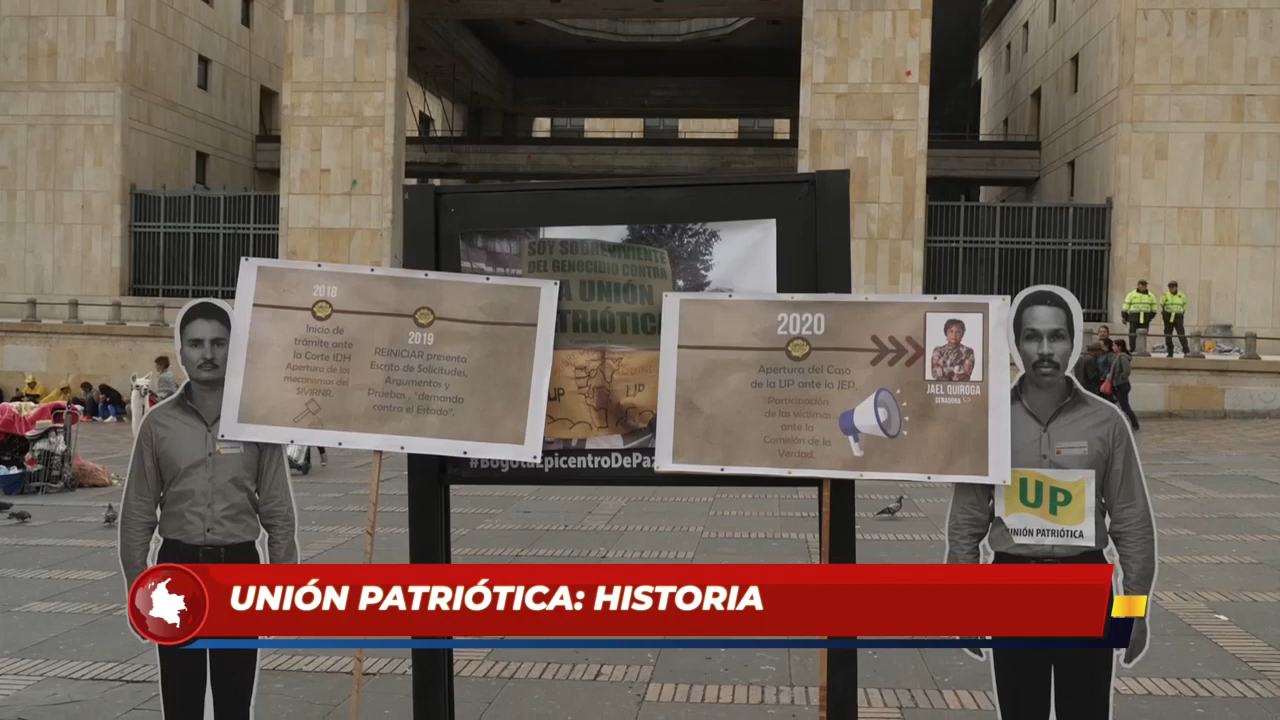 SOY SOBREVIVIENTE
DEL GENOCIDIO CONTRA
LA UNIÓN
PATRIÓTICA
UP
UP
#BogotaEpicentroDePaz
2018
Inicio de
trámite ante
la Corte IDH
Apertura de los
mecanismos del
SIVJRNR.
2019
REINICIAR presenta
Escrito de Solicitudes,
Argumentos y
Pruebas, "demanda
contra el Estado".
2020
Apertura del Caso
de la UP ante la JEP.
Participación
de las víctimas
ante la
Comisión de la
Verdad.
JAEL QUIROGA
SENADORA
UP
UNIÓN PATRIÓTICA
UNIÓN PATRIÓTICA: HISTORIA